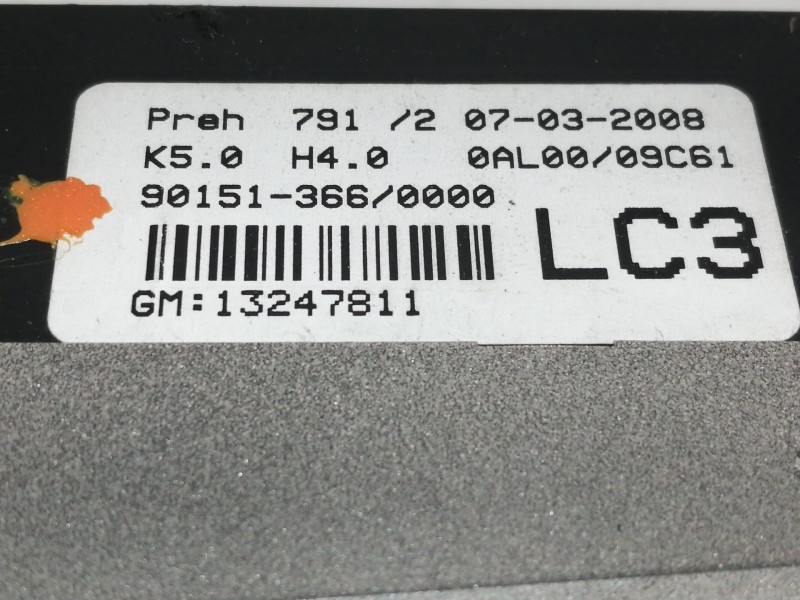 Preh 791 /2 07-03-2008
K5.0 H4.0 0AL00/09C61
90151-366/0000
LC3
GM:13247811